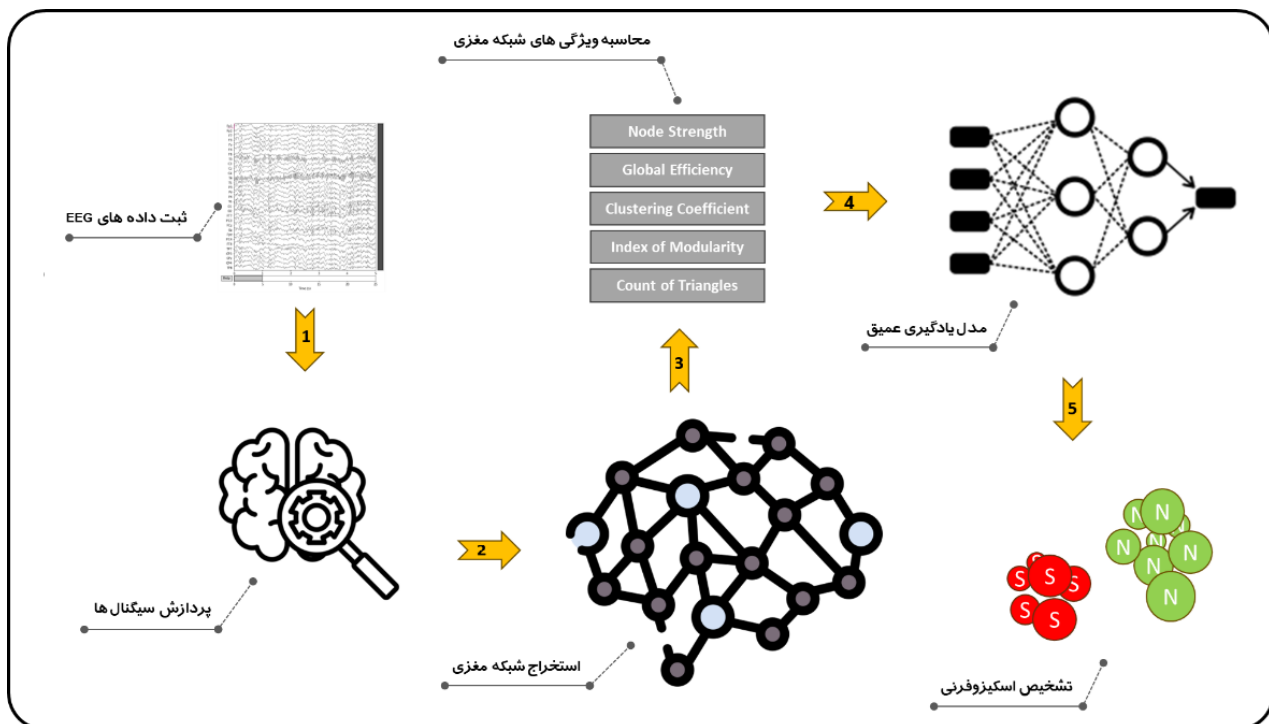 محاسبه ویژگی های شبکه مغزی
Node Strength
Global Efficiency
Clustering Coefficient
Index of Modularity
Count of Triangles
ثبت داده های EEG
1
2
3
4
5
مدل یادگیری عمیق
پردازش سیگنال ها
استخراج شبکه مغزی
تشخیص اسکیزوفرنی
S
S
S
S
S
S
N
N
N
N
N
N
N
N